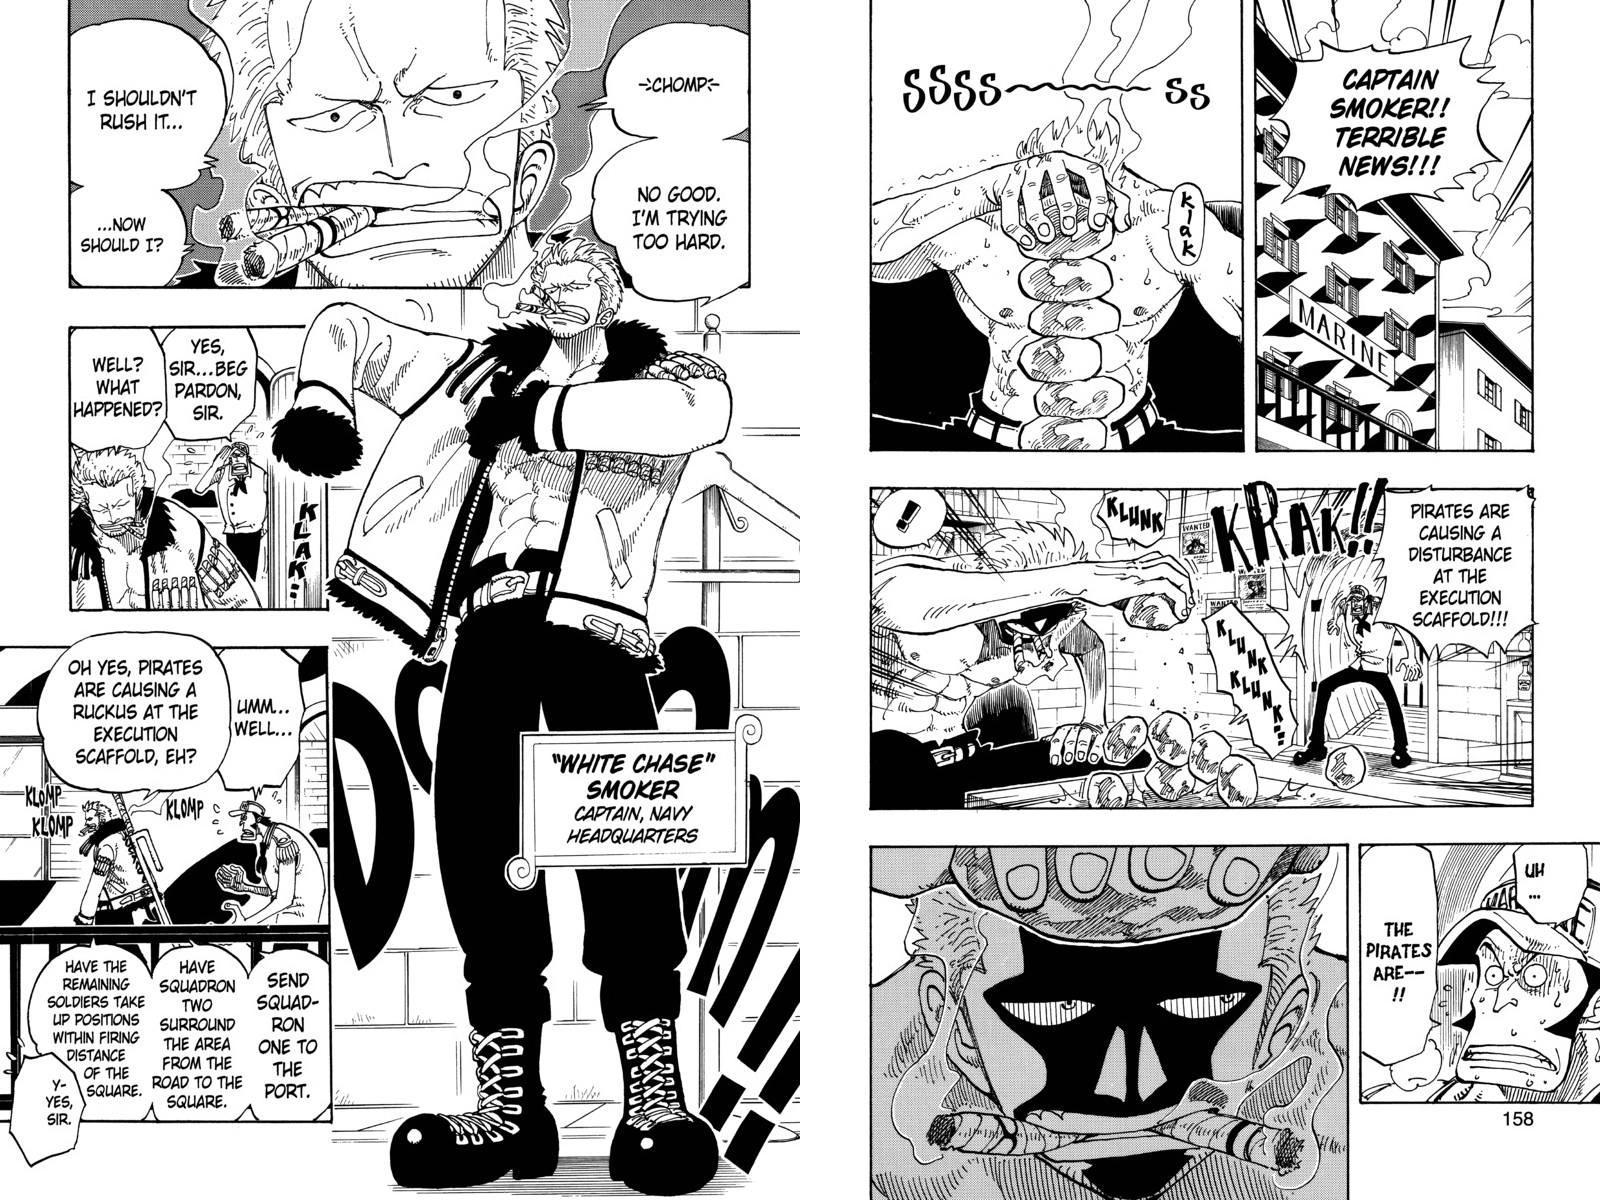 CAPTAIN
SMOKER!!
TERRIBLE
NEWS!!!
MARINE
SSSS
SS
klak
PIRATES ARE
CAUSING A
DISTURBANCE
AT THE
EXECUTION
SCAFFOLD!!!
KRAK!!
WANTED
WANTED
KLUNK
KLUNK
KLUNK
!
UH
...
THE
PIRATES
ARE--
!!
MAR
158
-CHOMP-
NO GOOD.
I'M TRYING
TOO HARD.
I SHOULDN'T
RUSH IT...
...NOW
SHOULD I?
YES,
SIR...BEG
PARDON,
SIR.
WELL?
WHAT
HAPPENED?
KLAK
DOOM!!!
"WHITE CHASE"
SMOKER
CAPTAIN, NAVY
HEADQUARTERS
UMM...
WELL...
OH YES, PIRATES
ARE CAUSING A
RUCKUS AT THE
EXECUTION
SCAFFOLD, EH?
KLOMP
KLOMP
KLOMP
SEND
SQUAD-
RON
ONE TO
THE
PORT.
HAVE
SQUADRON
TWO
SURROUND
THE AREA
FROM THE
ROAD TO THE
SQUARE.
HAVE THE
REMAINING
SOLDIERS TAKE
UP POSITIONS
WITHIN FIRING
DISTANCE
OF THE
SQUARE.
Y-
YES,
SIR.